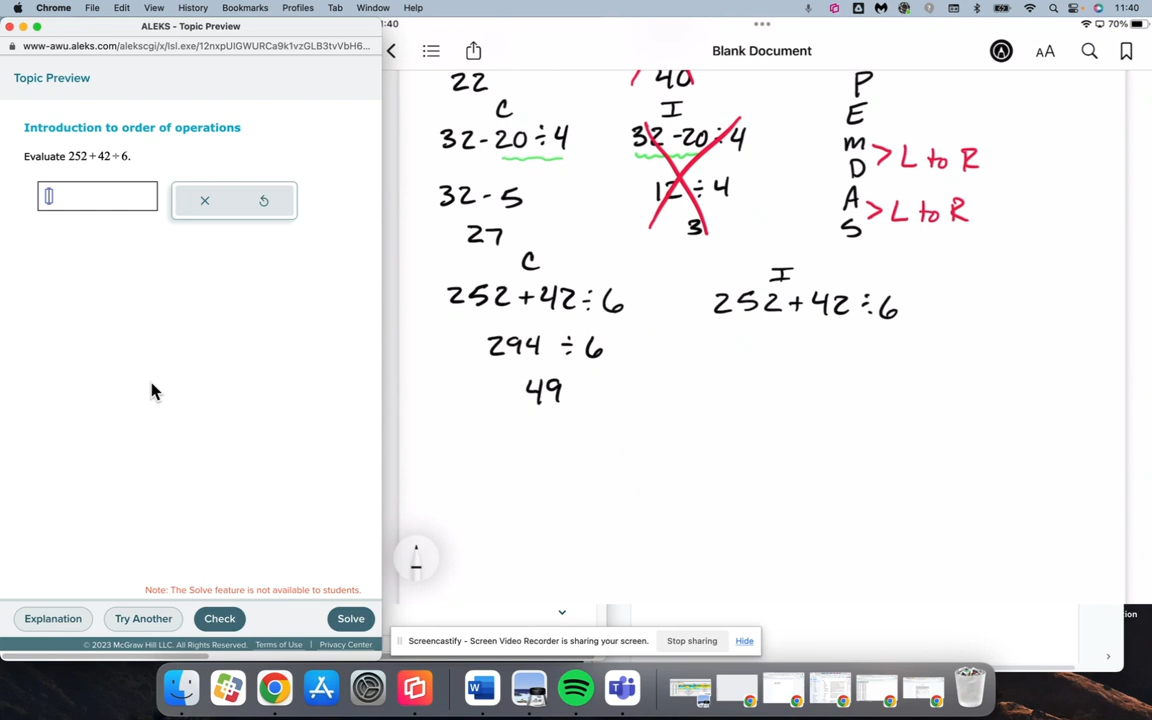 Chrome File Edit View History Bookmarks Profiles Tab Window Help 11:40
ALEKS - Topic Preview
www-awu.aleks.com/alekscgi/x/Isl.exe/12nxpUIGWURCa9k1vzGLB3tvVbH6...
Topic Preview
Introduction to order of operations
Evaluate 252 + 42 ÷ 6.
Note: The Solve feature is not available to students.
Explanation Try Another Check Solve
© 2023 McGraw Hill LLC. All Rights Reserved. Terms of Use | Privacy Center
:40 70%
Blank Document
AA
22 40
C I
32-20÷4 32-20÷4
32-5 12÷4
27 3
P
E
M
D
> L to R
A
S
> L to R
C I
252+42÷6 252+42÷6
294 ÷ 6
49
Screencastify - Screen Video Recorder is sharing your screen. Stop sharing Hide
ion